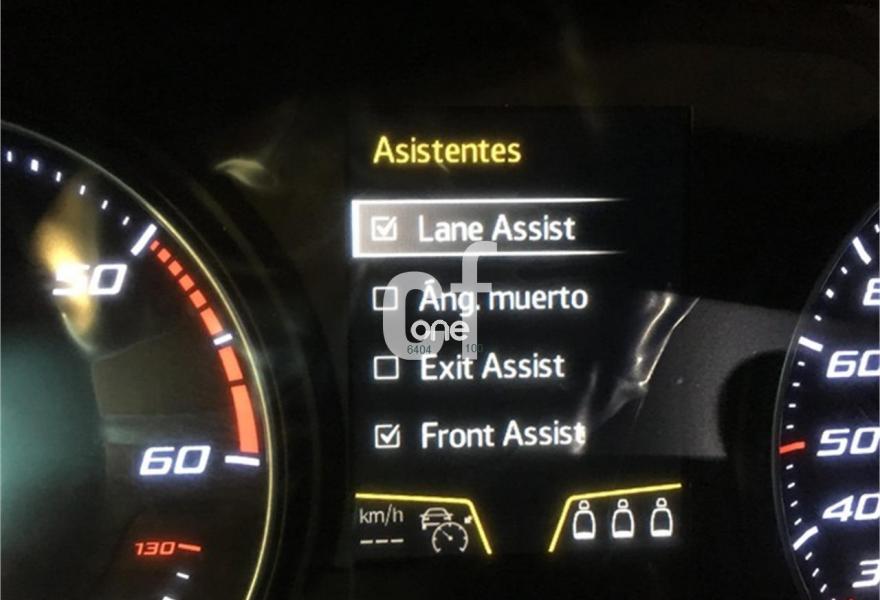 Asistentes
Lane Assist
Áng. muerto
Exit Assist
Front Assist
km/h
---
50
60
130
60
50
40
cf
one
6404 100